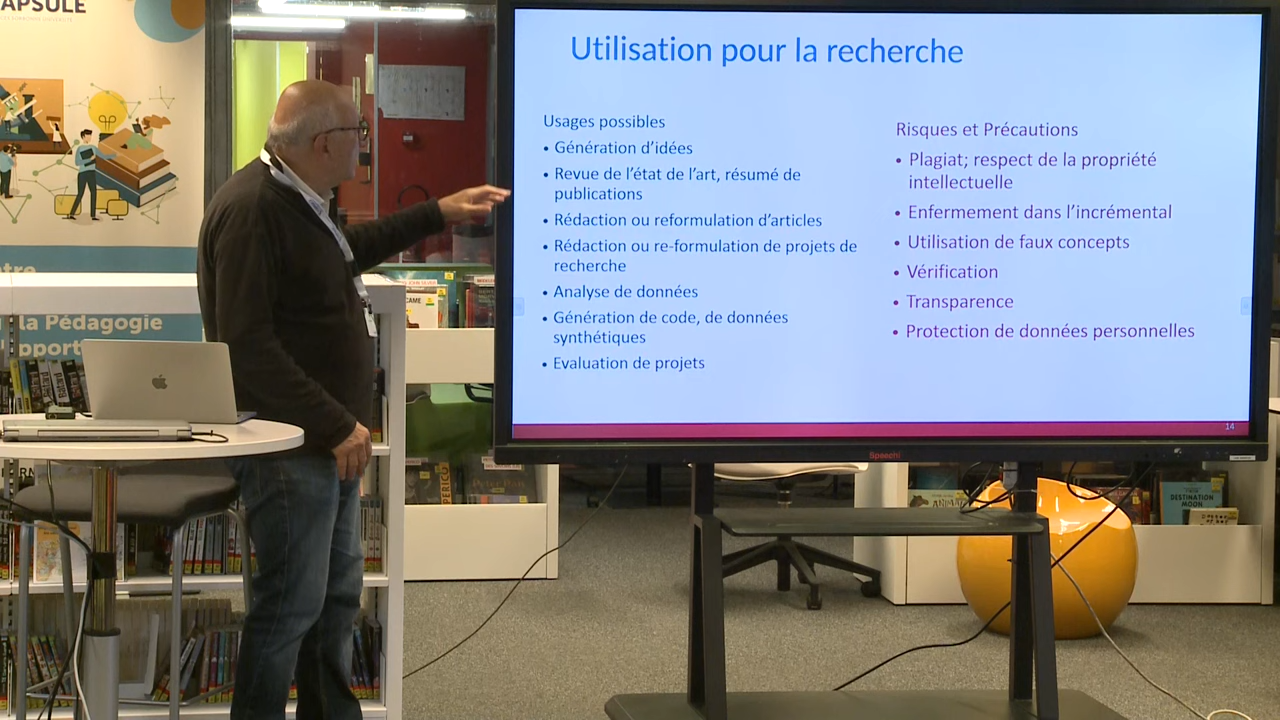 APSULE
la Pédagogie
Utilisation pour la recherche
Usages possibles
• Génération d'idées
• Revue de l'état de l'art, résumé de
publications
• Rédaction ou reformulation d'articles
• Rédaction ou re-formulation de projets de
recherche
• Analyse de données
• Génération de code, de données
synthétiques
• Evaluation de projets
Risques et Précautions
• Plagiat; respect de la propriété
intellectuelle
• Enfermement dans l'incrémental
• Utilisation de faux concepts
• Vérification
• Transparence
• Protection de données personnelles
14
Speechi
Peter Pan
DESTINATION
MOON